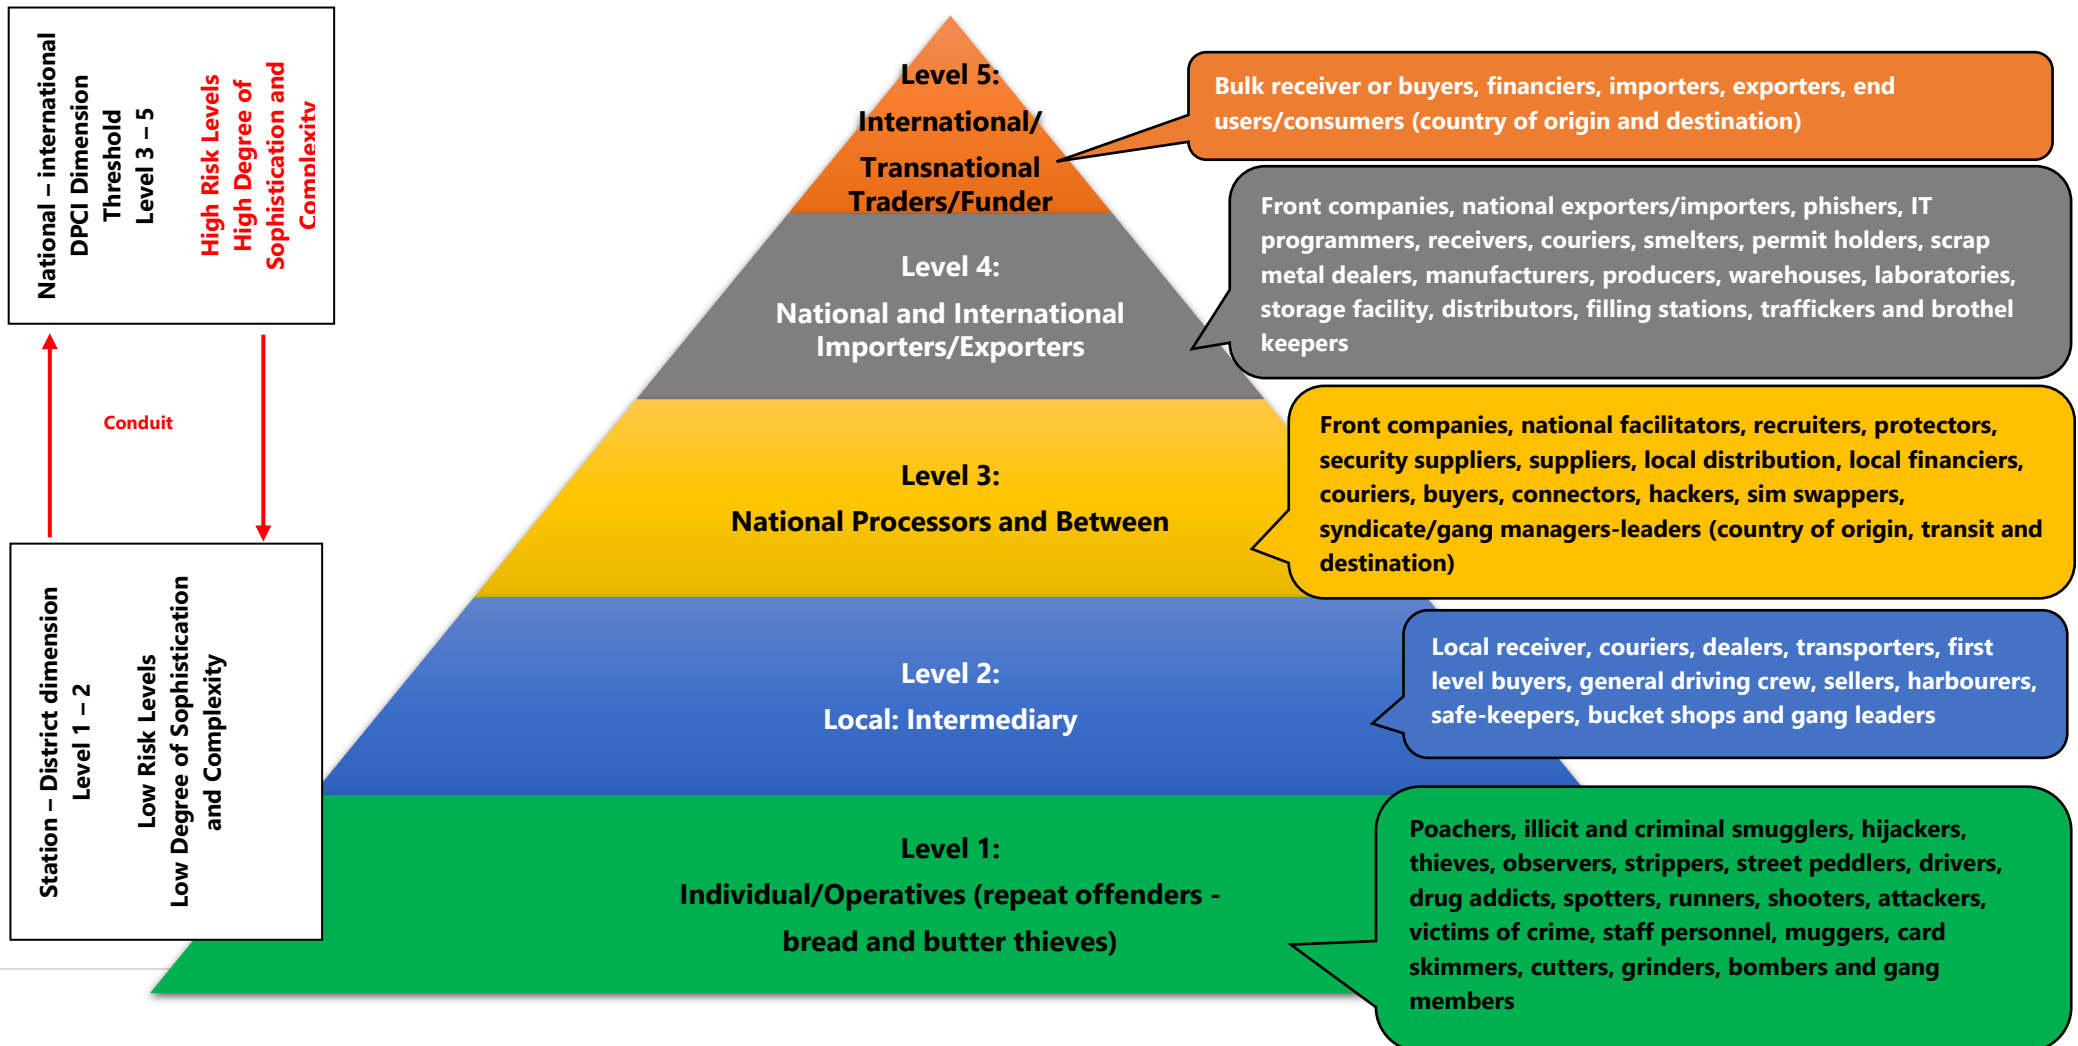 National – international
DPCI Dimension
Threshold
Level 3 – 5
High Risk Levels
High Degree of
Sophistication and
Complexity
Conduit
Station – District dimension
Level 1 – 2
Low Risk Levels
Low Degree of Sophistication
and Complexity
Level 5:
International/
Transnational
Traders/Funder
Bulk receiver or buyers, financiers, importers, exporters, end
users/consumers (country of origin and destination)
Level 4:
National and International
Importers/Exporters
Front companies, national exporters/importers, phishers, IT
programmers, receivers, couriers, smelters, permit holders, scrap
metal dealers, manufacturers, producers, warehouses, laboratories,
storage facility, distributors, filling stations, traffickers and brothel
keepers
Level 3:
National Processors and Between
Front companies, national facilitators, recruiters, protectors,
security suppliers, suppliers, local distribution, local financiers,
couriers, buyers, connectors, hackers, sim swappers,
syndicate/gang managers-leaders (country of origin, transit and
destination)
Level 2:
Local: Intermediary
Local receiver, couriers, dealers, transporters, first
level buyers, general driving crew, sellers, harbourers,
safe-keepers, bucket shops and gang leaders
Level 1:
Individual/Operatives (repeat offenders -
bread and butter thieves)
Poachers, illicit and criminal smugglers, hijackers,
thieves, observers, strippers, street peddlers, drivers,
drug addicts, spotters, runners, shooters, attackers,
victims of crime, staff personnel, muggers, card
skimmers, cutters, grinders, bombers and gang
members